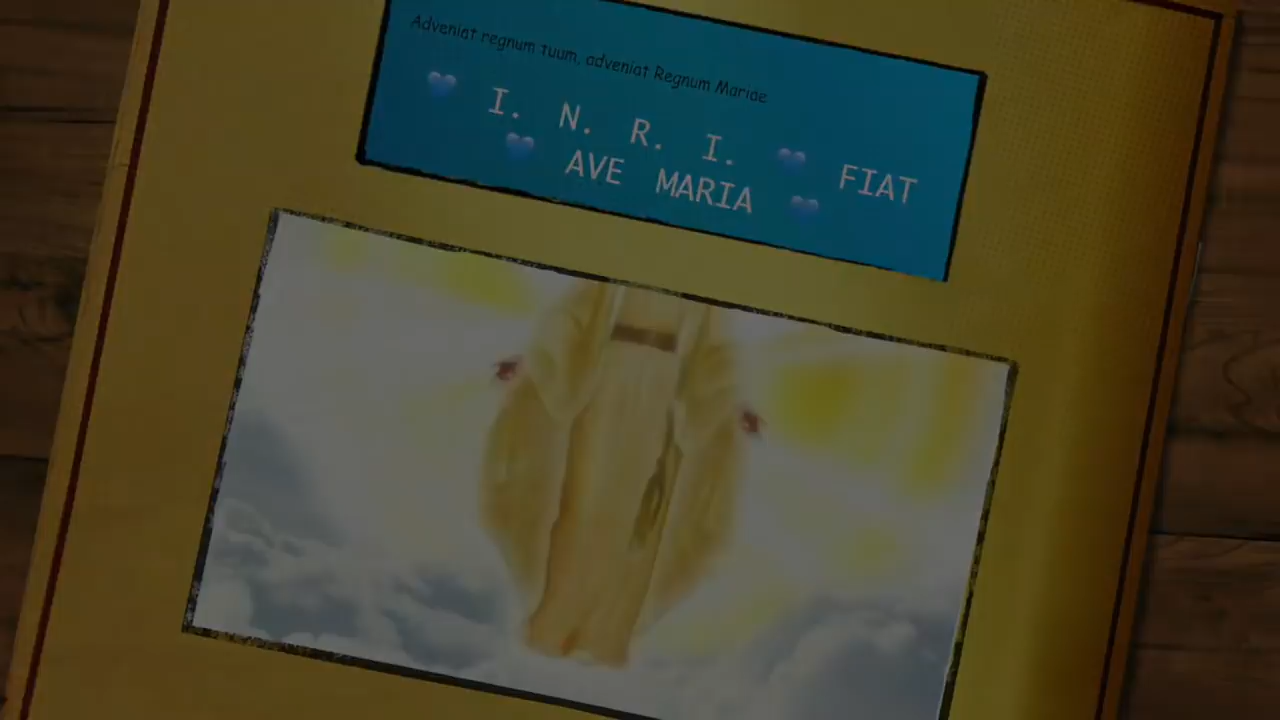 Adveniat regnum tuum, adveniat Regnum Mariae
💙 I. N. R. I. 💙 FIAT
💙 AVE MARIA 💙